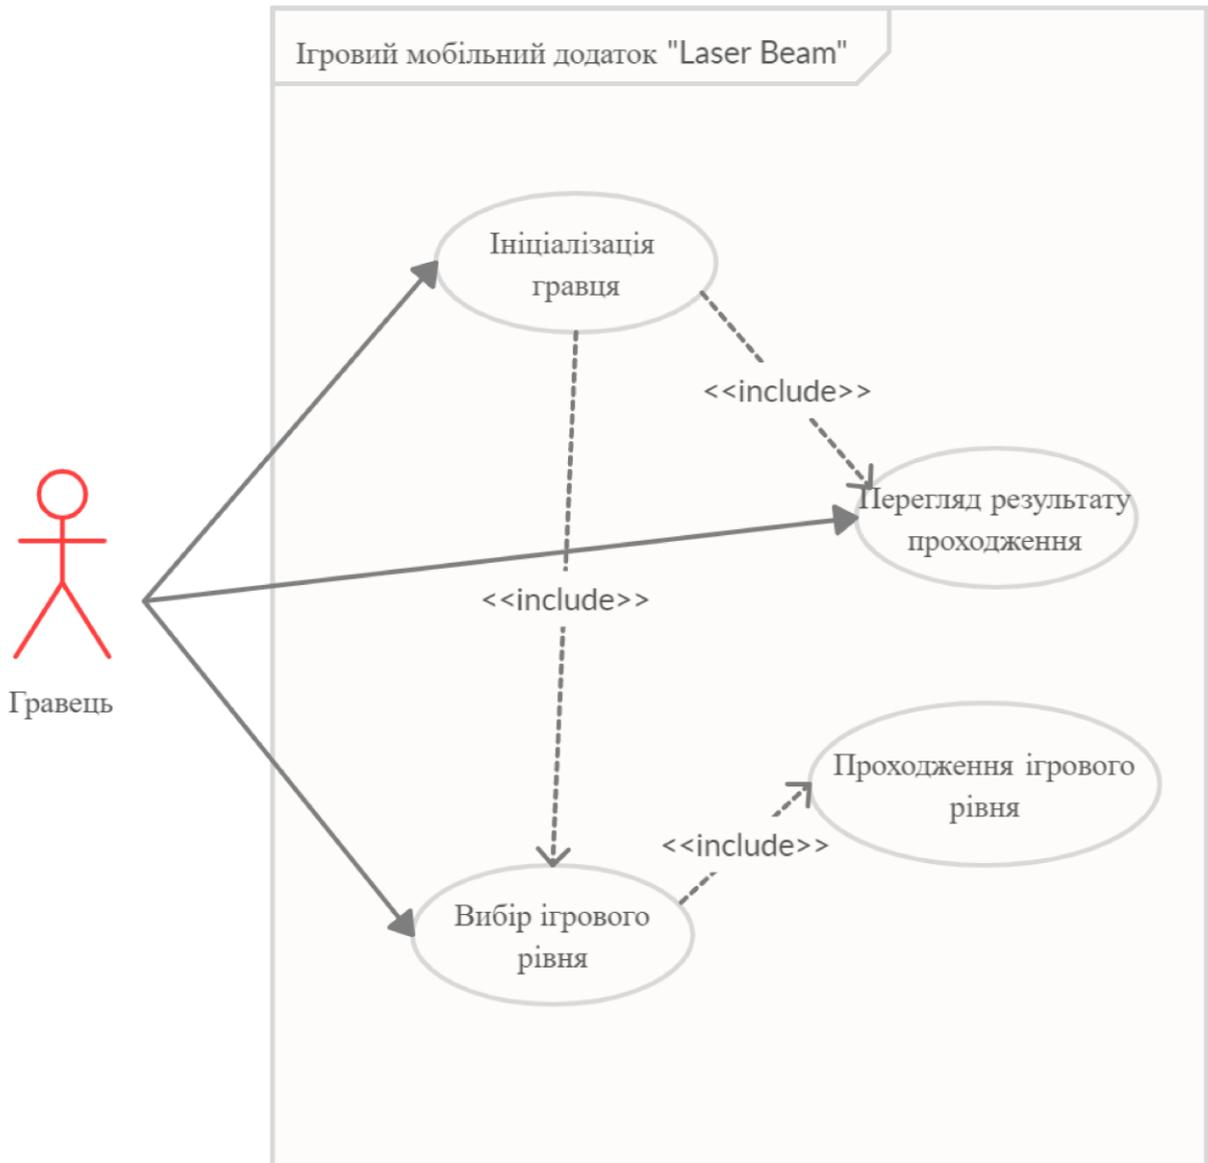 Ігровий мобільний додаток "Laser Beam"
Ініціалізація
гравця
<<include>>
Перегляд результату
проходження
<<include>>
Гравець
Проходження ігрового
рівня
<<include>>
Вибір ігрового
рівня